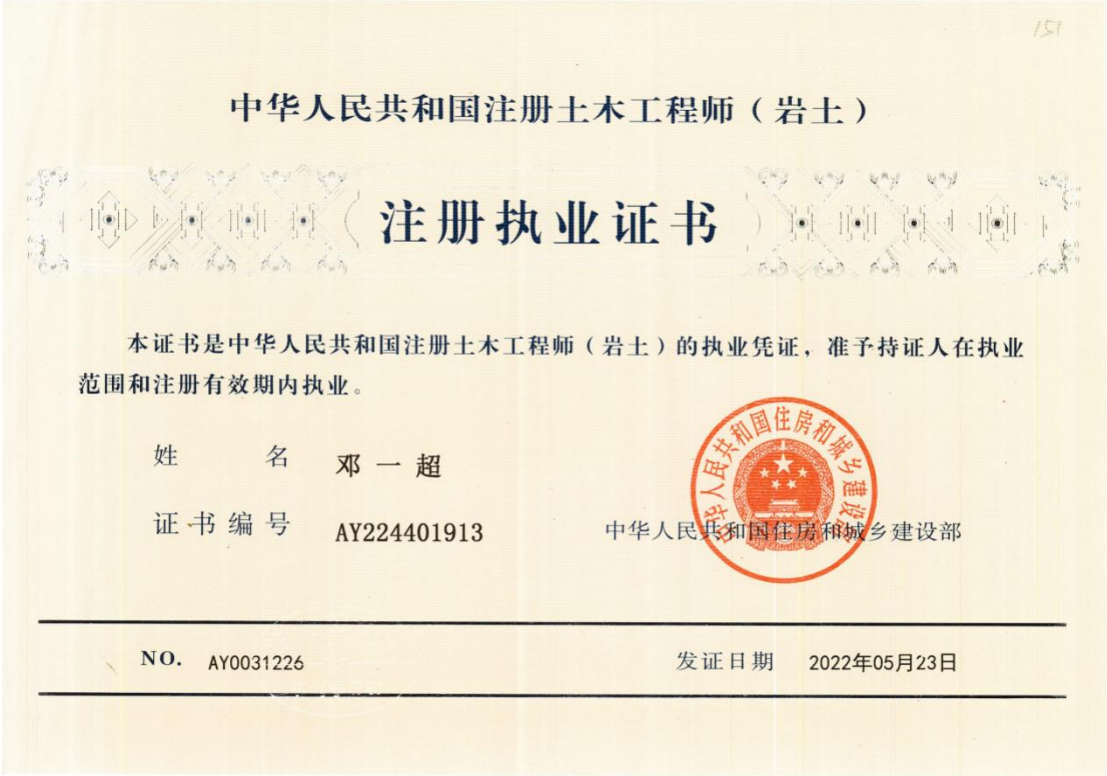 151
中华人民共和国注册土木工程师（岩土）
注册执业证书
本证书是中华人民共和国注册土木工程师（岩土）的执业凭证，准予持证人在执业
范围和注册有效期内执业。
姓 名 邓一超
证书编号 AY224401913
中华人民共和国住房和城乡建设部
中华人民共和国住房和城乡建设部
NO. AY0031226 发证日期 2022年05月23日